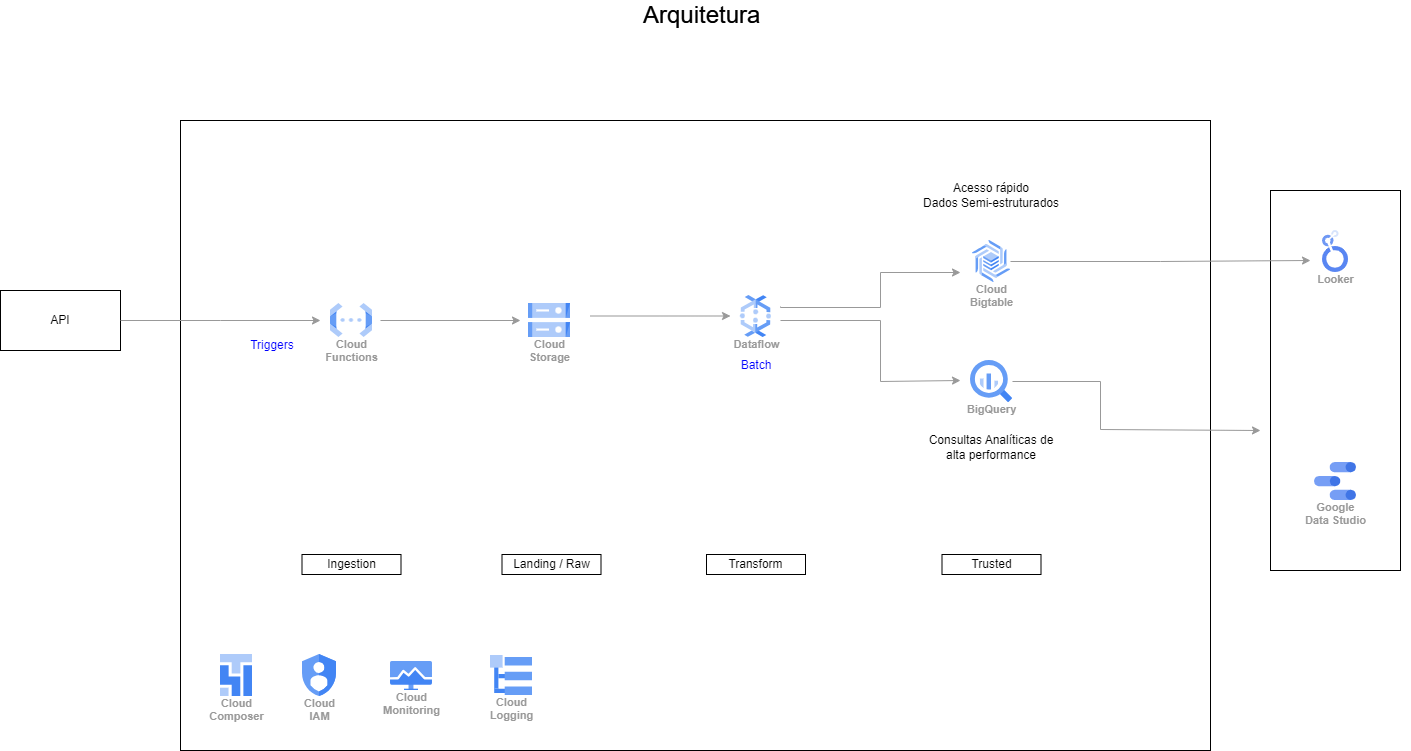 Arquitetura
Acesso rápido
Dados Semi-estruturados
Looker
Cloud
Bigtable
API
Triggers
Cloud
Functions
Cloud
Storage
Dataflow
Batch
BigQuery
Consultas Analíticas de
alta performance
Google
Data Studio
Ingestion
Landing / Raw
Transform
Trusted
Cloud
Composer
Cloud
IAM
Cloud
Monitoring
Cloud
Logging